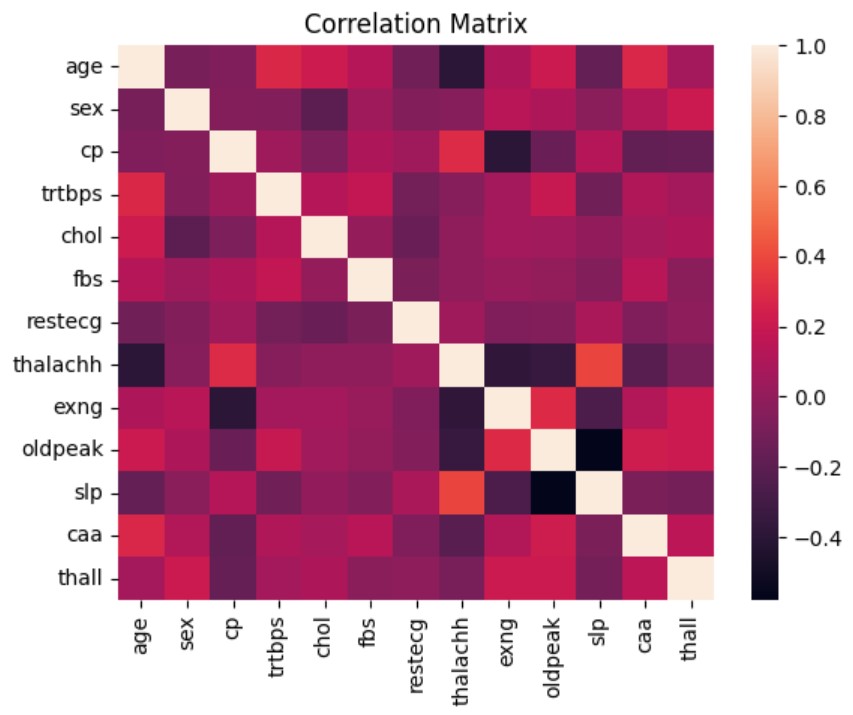 Correlation Matrix
age
sex
cp
trtbps
chol
fbs
restecg
thalachh
exng
oldpeak
slp
caa
thall
age
sex
cp
trtbps
chol
fbs
restecg
thalachh
exng
oldpeak
slp
caa
thall
1.0
0.8
0.6
0.4
0.2
0.0
−0.2
−0.4